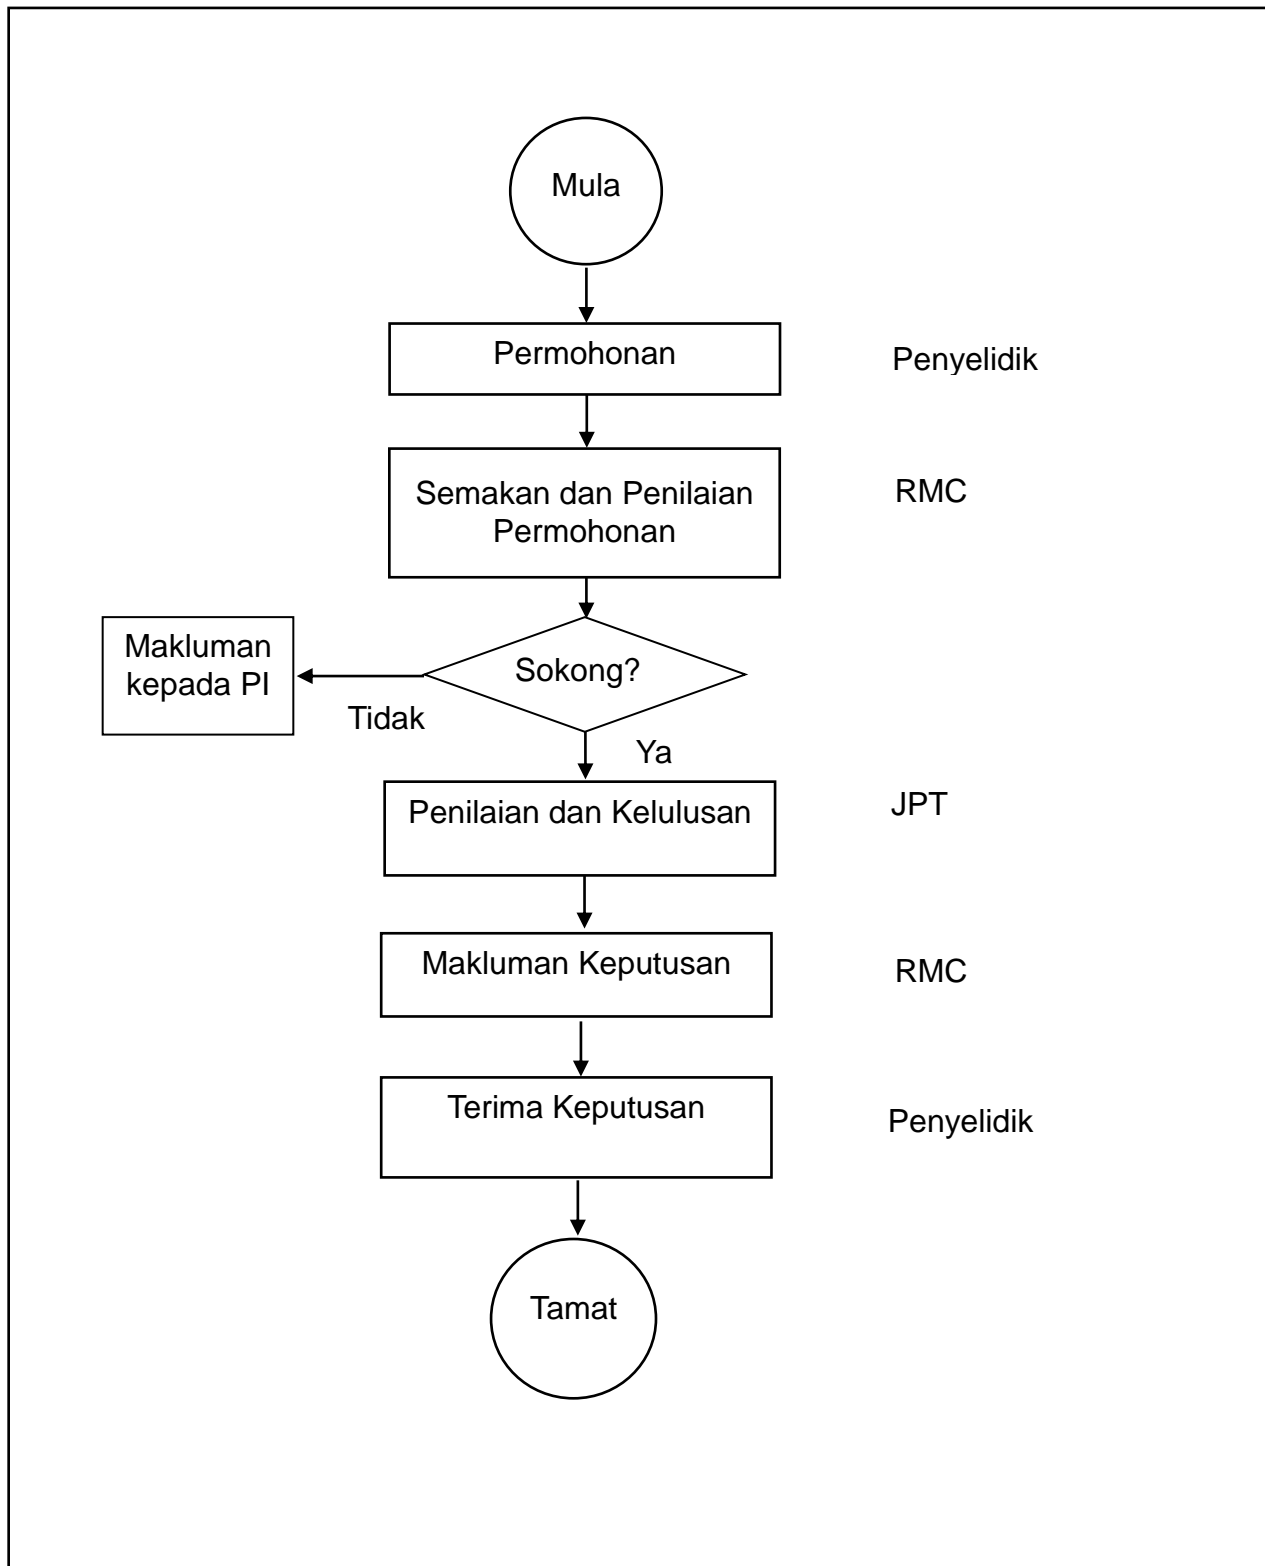 Mula
Permohonan
Penyelidik
Semakan dan Penilaian
Permohonan
RMC
Sokong?
Makluman
kepada PI
Tidak
Ya
Penilaian dan Kelulusan
JPT
Makluman Keputusan
RMC
Terima Keputusan
Penyelidik
Tamat